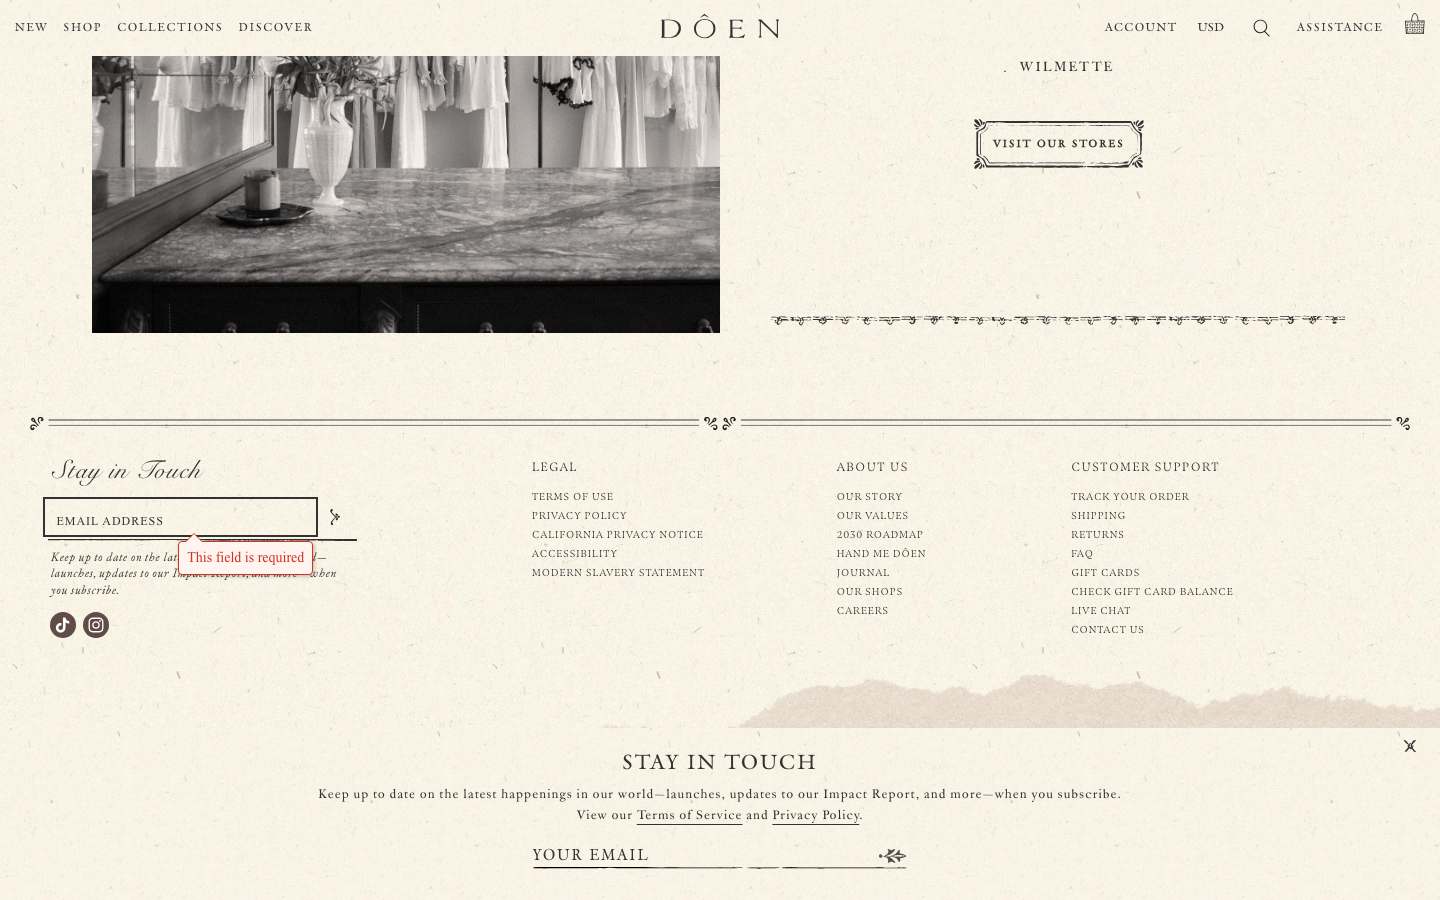 NEW SHOP COLLECTIONS DISCOVER
DÔEN
ACCOUNT USD ASSISTANCE
WILMETTE
VISIT OUR STORES
Stay in Touch
EMAIL ADDRESS
This field is required
Keep up to date on the
launches, updates to our Impact Report, and more—when
you subscribe.
LEGAL
TERMS OF USE
PRIVACY POLICY
CALIFORNIA PRIVACY NOTICE
ACCESSIBILITY
MODERN SLAVERY STATEMENT
ABOUT US
OUR STORY
OUR VALUES
2030 ROADMAP
HAND ME DÔEN
JOURNAL
OUR SHOPS
CAREERS
CUSTOMER SUPPORT
TRACK YOUR ORDER
SHIPPING
RETURNS
FAQ
GIFT CARDS
CHECK GIFT CARD BALANCE
LIVE CHAT
CONTACT US
STAY IN TOUCH
Keep up to date on the latest happenings in our world—launches, updates to our Impact Report, and more—when you subscribe.
View our Terms of Service and Privacy Policy.
YOUR EMAIL